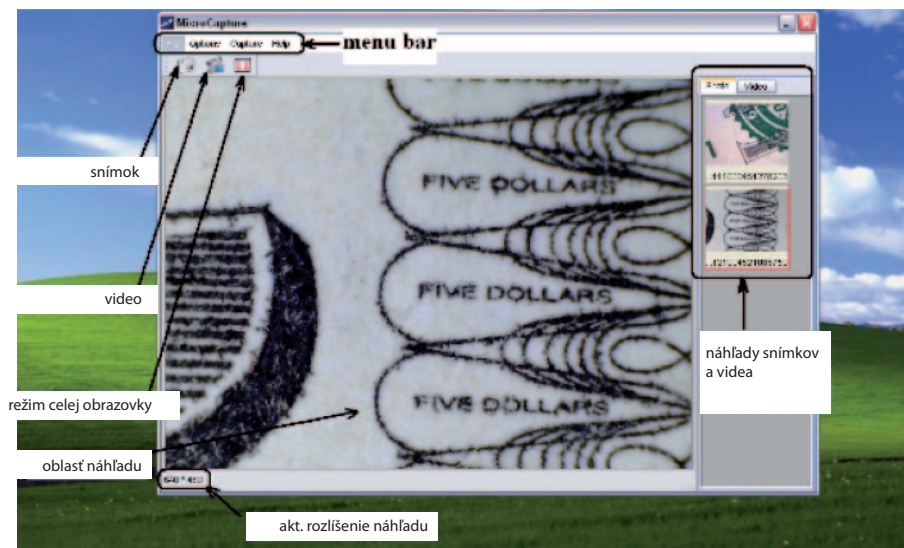 MicroCapture
Options Capture Help
menu bar
Photo Video
snímok
FIVE DOLLARS
video
FIVE DOLLARS
náhľady snímkov
a videa
režim celej obrazovky
FIVE DOLLARS
oblasť náhľadu
640 * 480
akt. rozlíšenie náhľadu